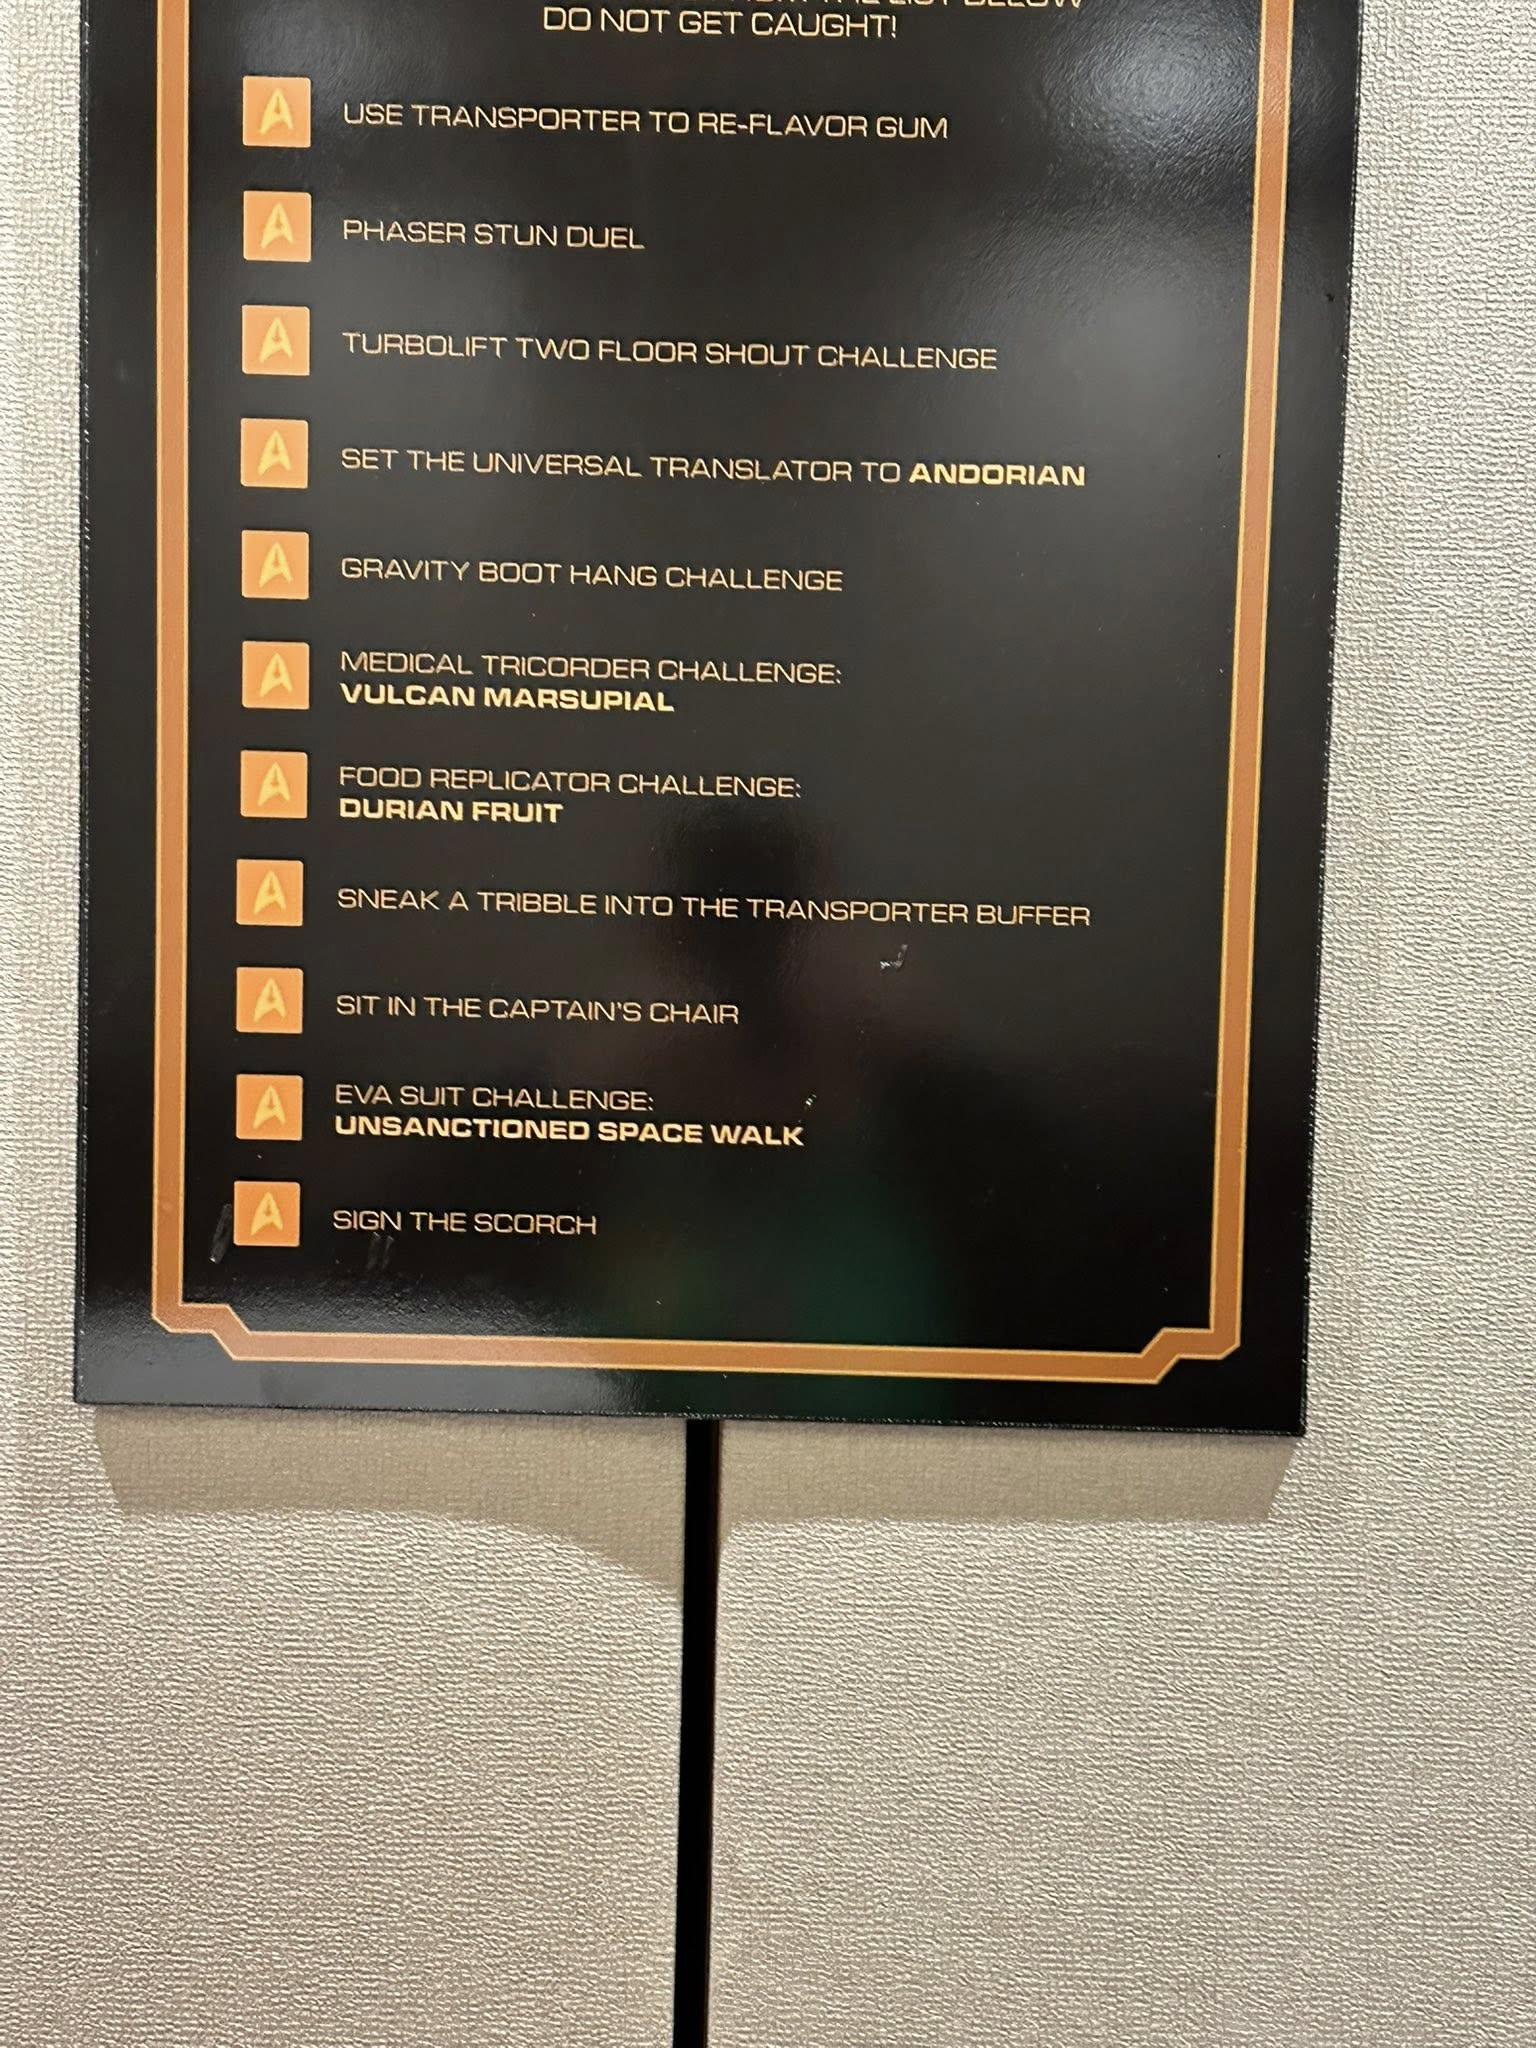 THE LIST BELOW
DO NOT GET CAUGHT!
USE TRANSPORTER TO RE-FLAVOR GUM
PHASER STUN DUEL
TURBOLIFT TWO FLOOR SHOUT CHALLENGE
SET THE UNIVERSAL TRANSLATOR TO ANDORIAN
GRAVITY BOOT HANG CHALLENGE
MEDICAL TRICORDER CHALLENGE:
VULCAN MARSUPIAL
FOOD REPLICATOR CHALLENGE:
DURIAN FRUIT
SNEAK A TRIBBLE INTO THE TRANSPORTER BUFFER
SIT IN THE CAPTAIN'S CHAIR
EVA SUIT CHALLENGE:
UNSANCTIONED SPACE WALK
SIGN THE SCORCH